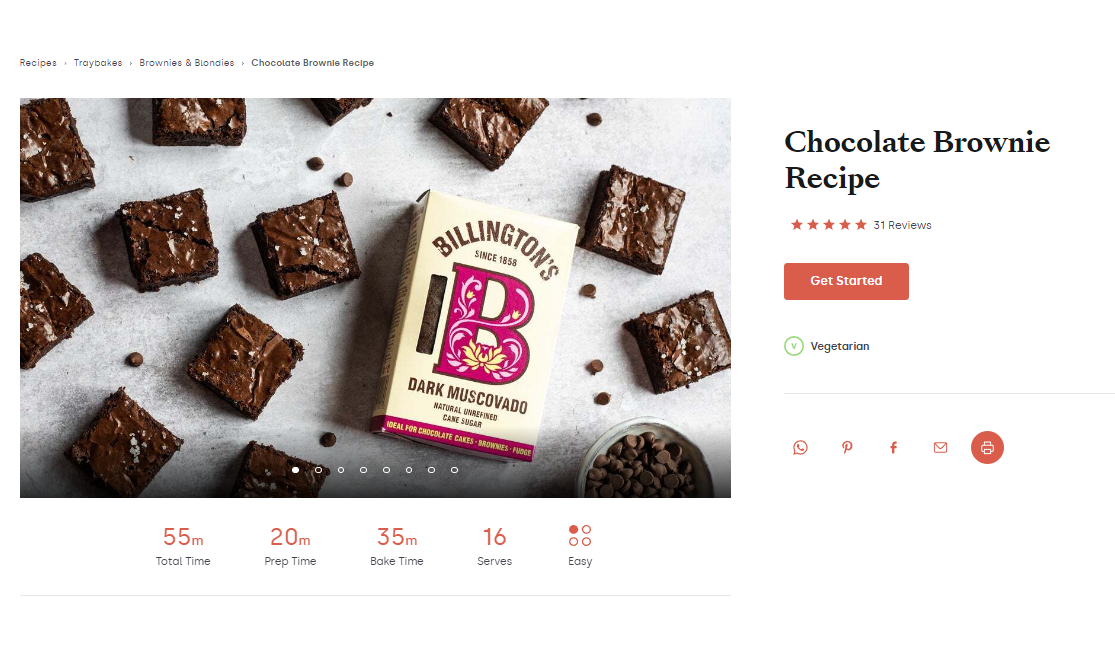 Recipes › Traybakes › Brownies & Blondies › Chocolate Brownie Recipe
BILLINGTON'S
SINCE 1858
B
DARK MUSCOVADO
NATURAL UNREFINED
CANE SUGAR
IDEAL FOR CHOCOLATE CAKES · BROWNIES · FUDGE
Chocolate Brownie
Recipe
31 Reviews
Get Started
V Vegetarian
55m 20m 35m 16
Total Time Prep Time Bake Time Serves Easy